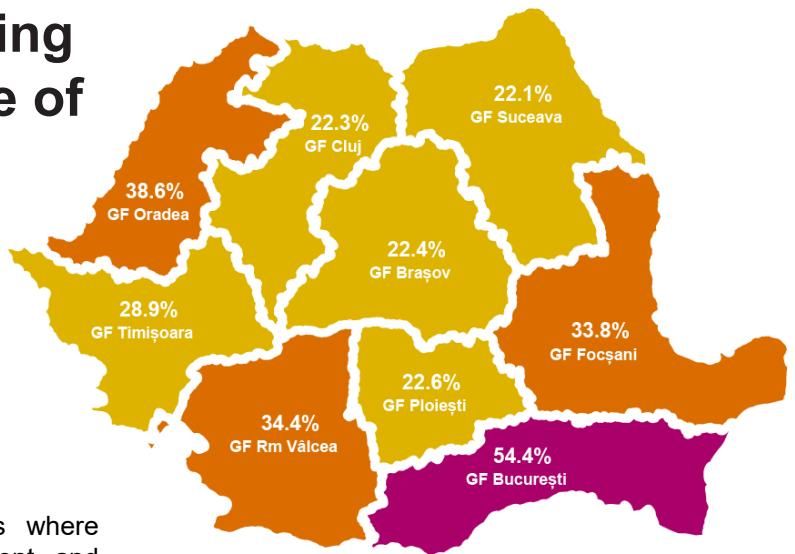 ing
e of
22.1%
GF Suceava
22.3%
GF Cluj
38.6%
GF Oradea
22.4%
GF Brașov
28.9%
GF Timișoara
33.8%
GF Focșani
22.6%
GF Ploiești
34.4%
GF Rm Vâlcea
54.4%
GF București
s where
and